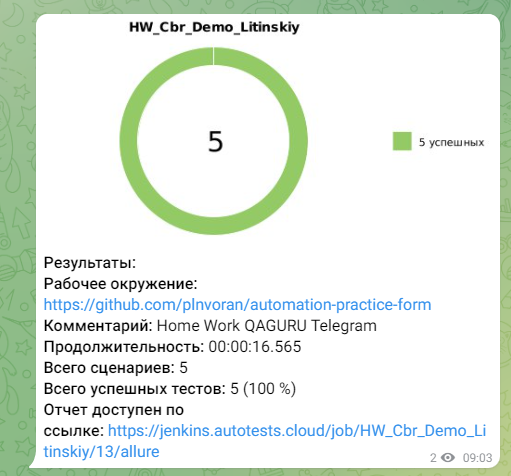 HW_Cbr_Demo_Litinskiy
5
5 успешных
Результаты:
Рабочее окружение:
https://github.com/plnvoran/automation-practice-form
Комментарий: Home Work QAGURU Telegram
Продолжительность: 00:00:16.565
Всего сценариев: 5
Всего успешных тестов: 5 (100 %)
Отчет доступен по
ссылке: https://jenkins.autotests.cloud/job/HW_Cbr_Demo_Li
tinskiy/13/allure
2 09:03